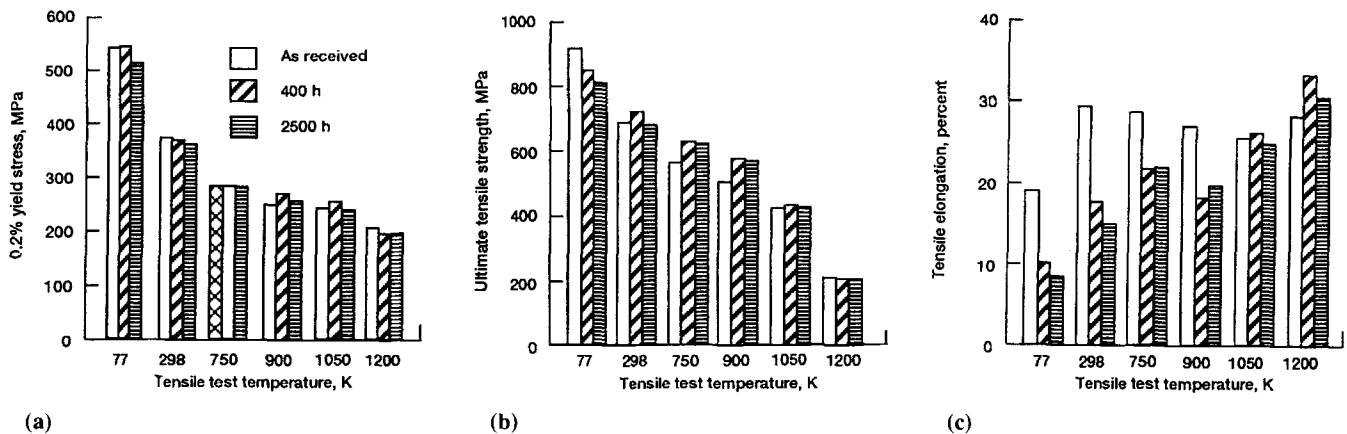 600
500
400
300
200
100
0
0.2% yield stress, MPa
As received
400 h
2500 h
77 298 750 900 1050 1200
Tensile test temperature, K
(a)
1000
800
600
400
200
0
Ultimate tensile strength, MPa
77 298 750 900 1050 1200
Tensile test temperature, K
(b)
40
30
20
10
0
Tensile elongation, percent
77 298 750 900 1050 1200
Tensile test temperature, K
(c)